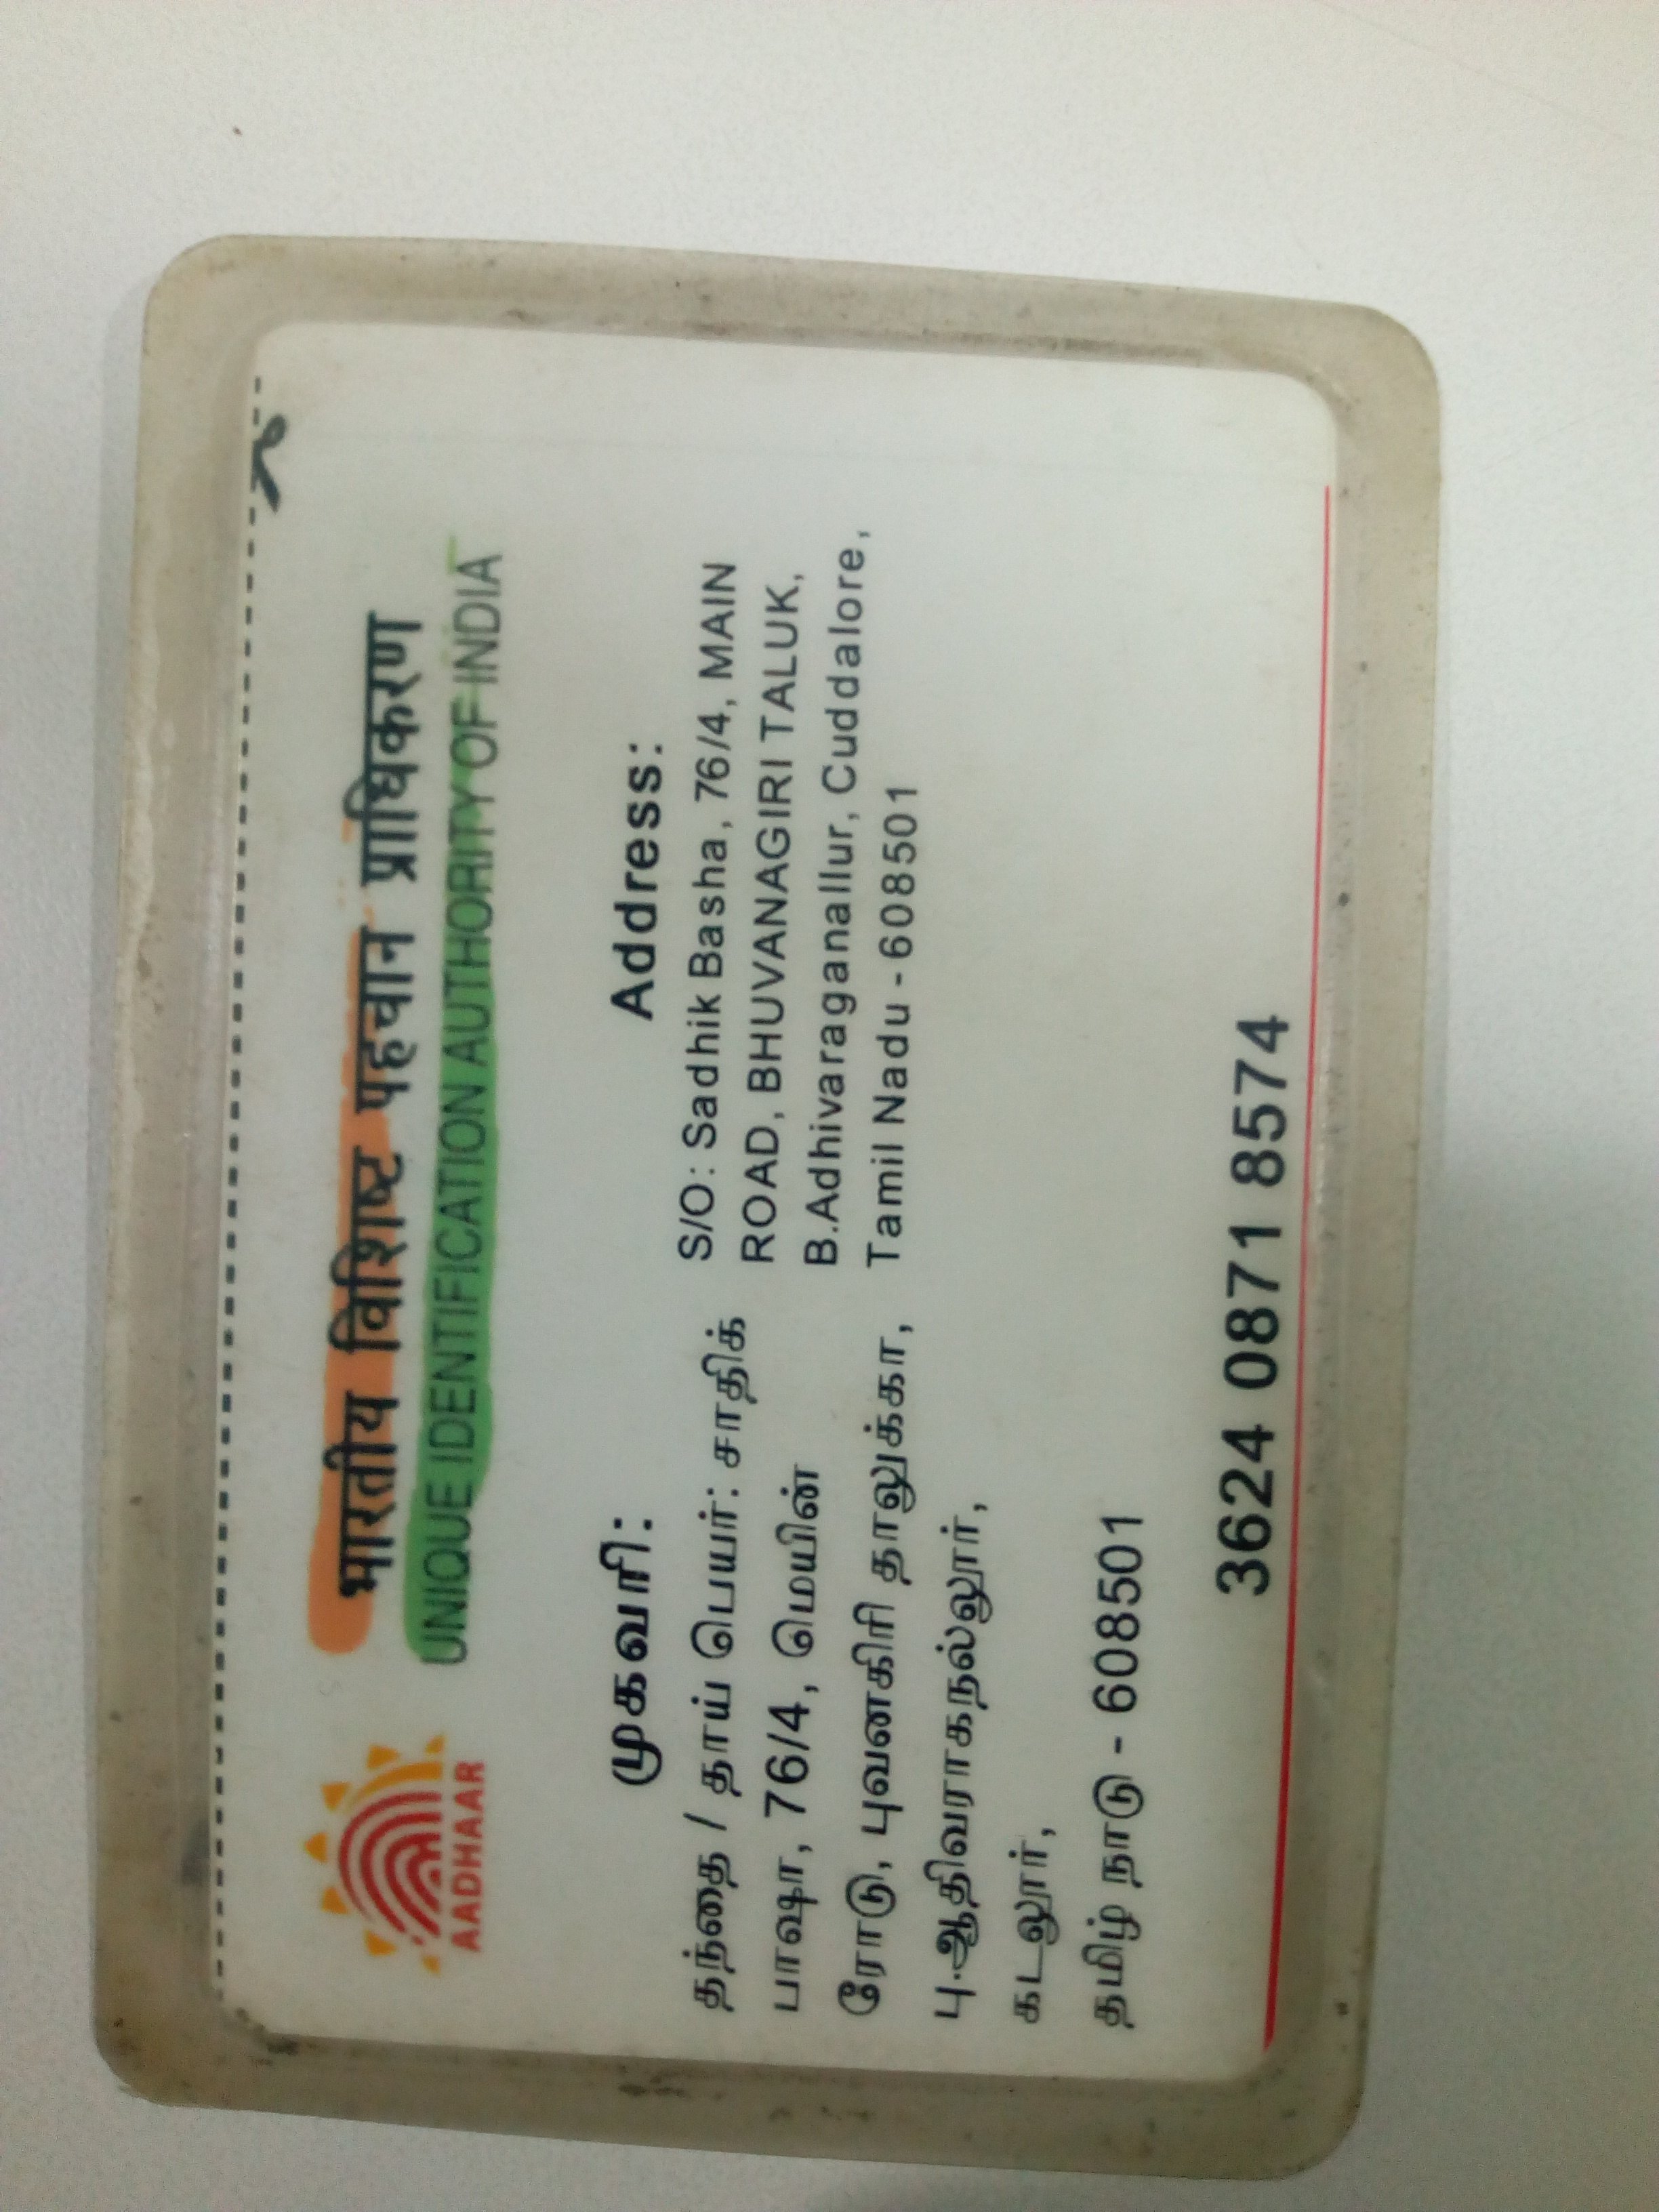 भारतीय विशिष्ट पहचान प्राधिकरण
UNIQUE IDENTIFICATION AUTHORITY OF INDIA
AADHAAR
முகவரி:
தந்தை / தாய் பெயர்: சாதிக்
பாஷா, 76/4, மெயின்
ரோடு, புவனகிரி தாலுக்கா,
பு.ஆதிவராகநல்லூர்,
கடலூர்,
தமிழ் நாடு - 608501
Address:
S/O: Sadhik Basha, 76/4, MAIN
ROAD, BHUVANAGIRI TALUK,
B.Adhivaraganallur, Cuddalore,
Tamil Nadu - 608501
3624 0871 8574